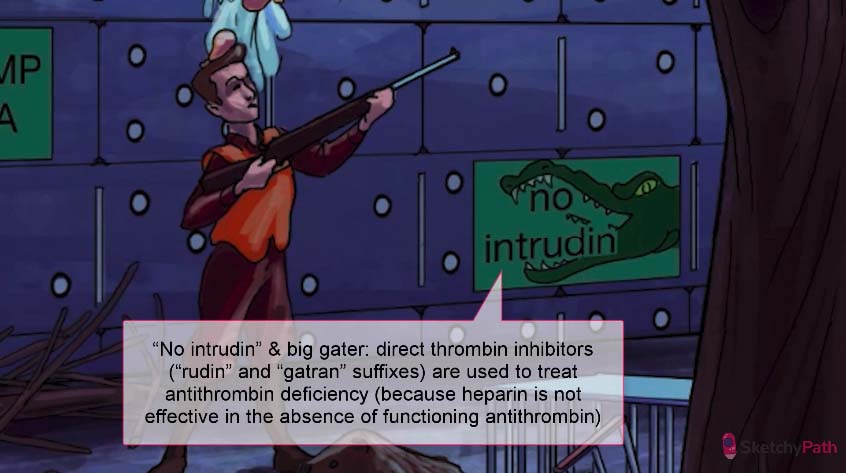 MP
A
no
intrudin
“No intrudin” & big gater: direct thrombin inhibitors
(“rudin” and “gatran” suffixes) are used to treat
antithrombin deficiency (because heparin is not
effective in the absence of functioning antithrombin)
SketchyPath